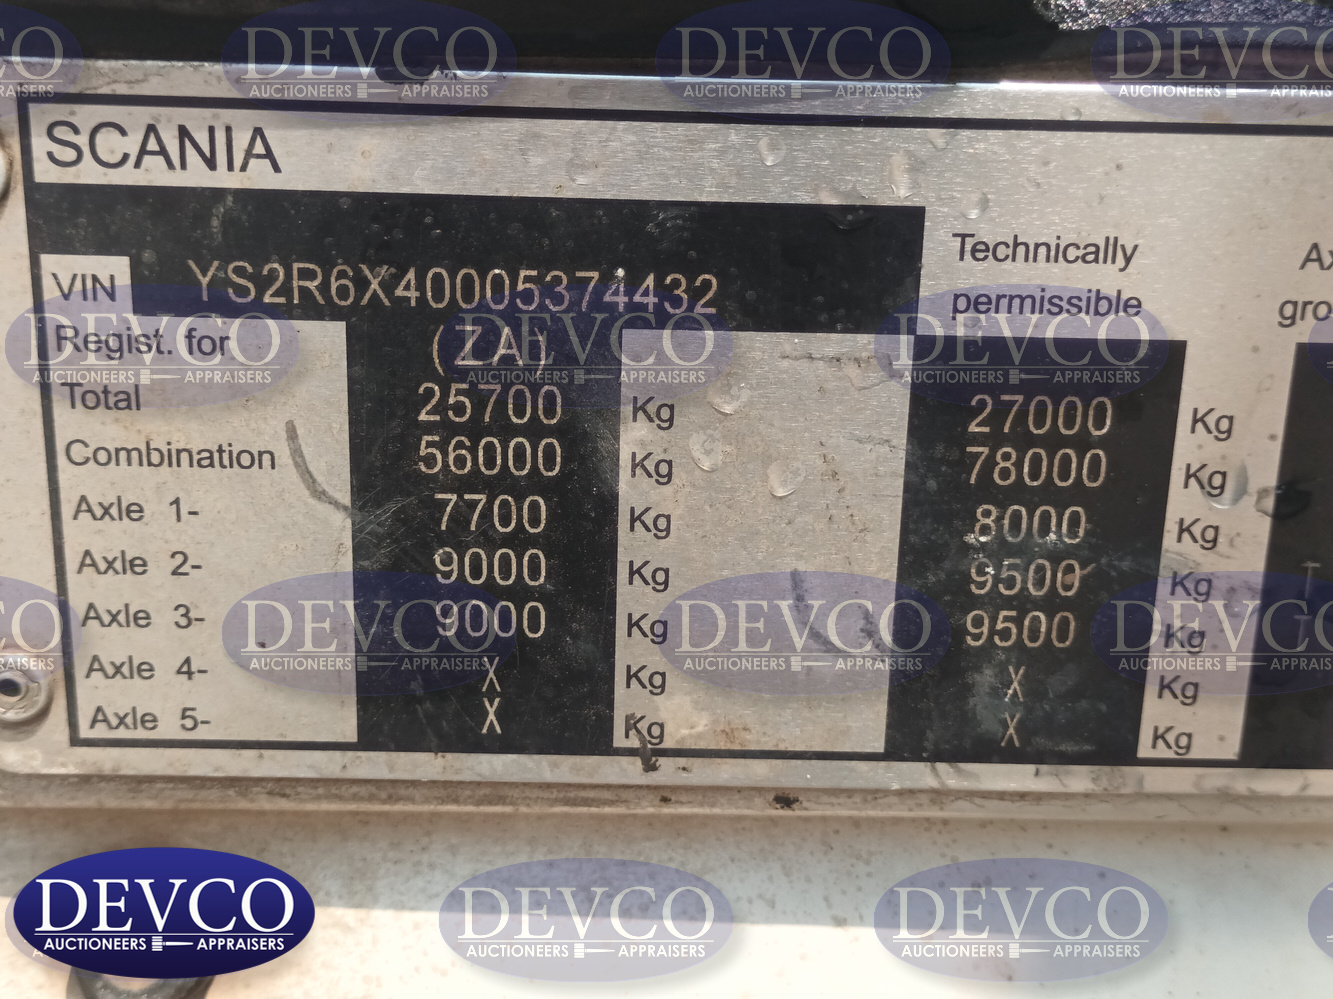 SCANIA
Technically
permissible
Ax
gro
VIN YS2R6X40005374432
Regist. for (ZA)
Total 25700 Kg 27000 Kg
Combination 56000 Kg 78000 Kg
Axle 1- 7700 Kg 8000 Kg
Axle 2- 9000 Kg 9500 Kg
Axle 3- 9000 Kg 9500 Kg
Axle 4- X Kg X Kg
Axle 5- X Kg X Kg
DEVCO
AUCTIONEERS APPRAISERS